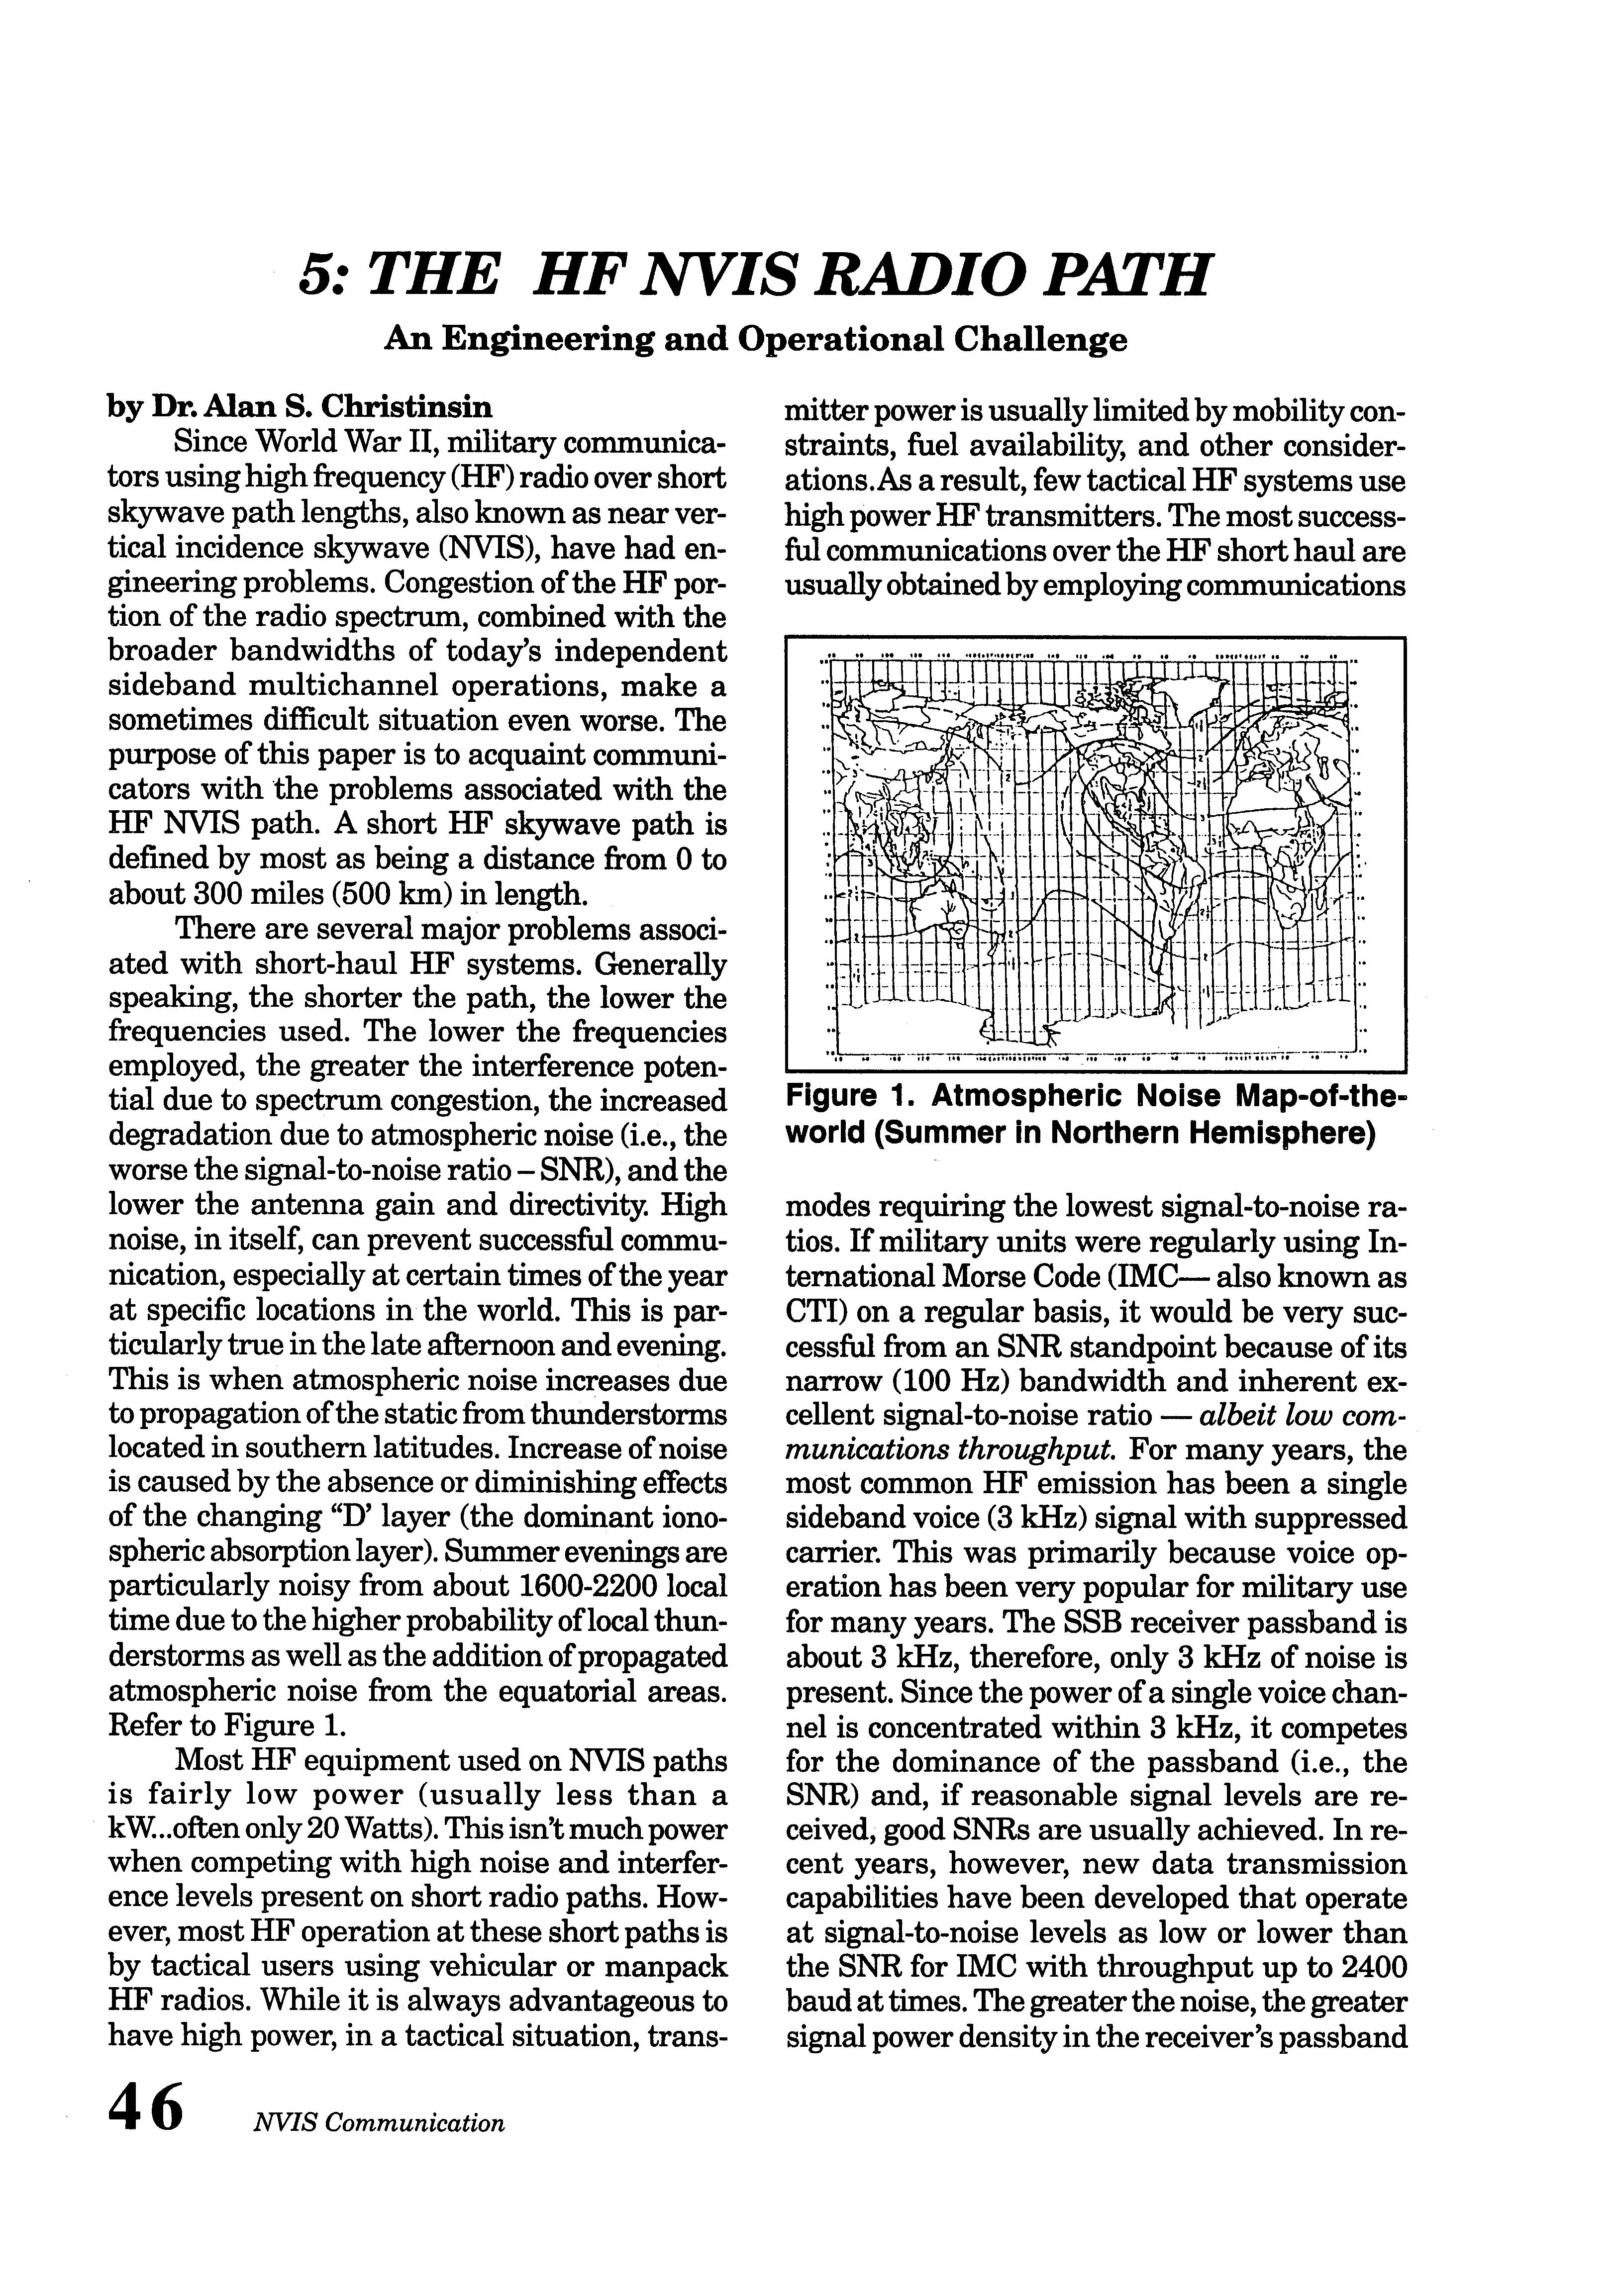 5: THE HF NVIS RADIO PATH
An Engineering and Operational Challenge
by Dr. Alan S. Christinsin
Since World War II, military communica-
tors using high frequency (HF) radio over short
skywave path lengths, also known as near ver-
tical incidence skywave (NVIS), have had en-
gineering problems. Congestion of the HF por-
tion of the radio spectrum, combined with the
broader bandwidths of today's independent
sideband multichannel operations, make a
sometimes difficult situation even worse. The
purpose of this paper is to acquaint communi-
cators with the problems associated with the
HF NVIS path. A short HF skywave path is
defined by most as being a distance from 0 to
about 300 miles (500 km) in length.
There are several major problems associ-
ated with short-haul HF systems. Generally
speaking, the shorter the path, the lower the
frequencies used. The lower the frequencies
employed, the greater the interference poten-
tial due to spectrum congestion, the increased
degradation due to atmospheric noise (i.e., the
worse the signal-to-noise ratio – SNR), and the
lower the antenna gain and directivity. High
noise, in itself, can prevent successful commu-
nication, especially at certain times of the year
at specific locations in the world. This is par-
ticularly true in the late afternoon and evening.
This is when atmospheric noise increases due
to propagation of the static from thunderstorms
located in southern latitudes. Increase of noise
is caused by the absence or diminishing effects
of the changing “D’ layer (the dominant iono-
spheric absorption layer). Summer evenings are
particularly noisy from about 1600-2200 local
time due to the higher probability of local thun-
derstorms as well as the addition of propagated
atmospheric noise from the equatorial areas.
Refer to Figure 1.
Most HF equipment used on NVIS paths
is fairly low power (usually less than a
kW...often only 20 Watts). This isn't much power
when competing with high noise and interfer-
ence levels present on short radio paths. How-
ever, most HF operation at these short paths is
by tactical users using vehicular or manpack
HF radios. While it is always advantageous to
have high power, in a tactical situation, trans-
mitter power is usually limited by mobility con-
straints, fuel availability, and other consider-
ations.As a result, few tactical HF systems use
high power HF transmitters. The most success-
ful communications over the HF short haul are
usually obtained by employing communications
Figure 1. Atmospheric Noise Map-of-the-
world (Summer in Northern Hemisphere)
modes requiring the lowest signal-to-noise ra-
tios. If military units were regularly using In-
ternational Morse Code (IMC— also known as
CTI) on a regular basis, it would be very suc-
cessful from an SNR standpoint because of its
narrow (100 Hz) bandwidth and inherent ex-
cellent signal-to-noise ratio — albeit low com-
munications throughput. For many years, the
most common HF emission has been a single
sideband voice (3 kHz) signal with suppressed
carrier. This was primarily because voice op-
eration has been very popular for military use
for many years. The SSB receiver passband is
about 3 kHz, therefore, only 3 kHz of noise is
present. Since the power of a single voice chan-
nel is concentrated within 3 kHz, it competes
for the dominance of the passband (i.e., the
SNR) and, if reasonable signal levels are re-
ceived, good SNRs are usually achieved. In re-
cent years, however, new data transmission
capabilities have been developed that operate
at signal-to-noise levels as low or lower than
the SNR for IMC with throughput up to 2400
baud at times. The greater the noise, the greater
signal power density in the receiver's passband
46 NVIS Communication